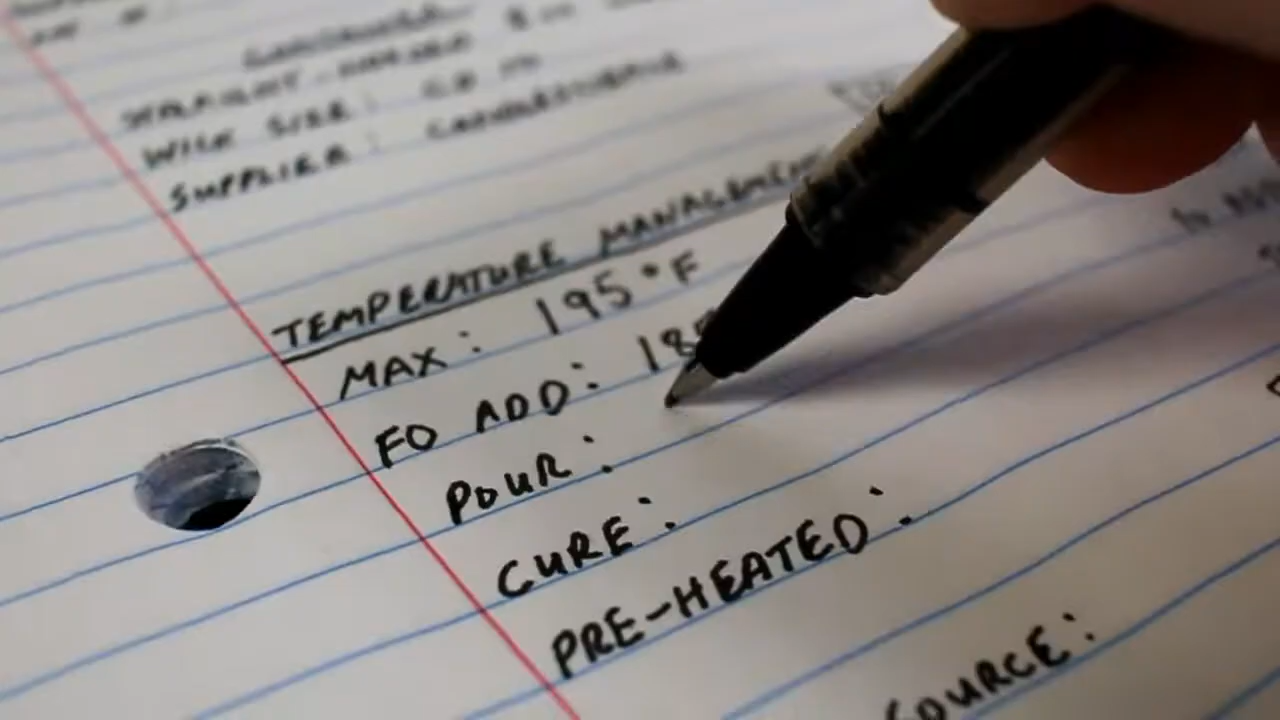 WICK SIZE: CD 10
SUPPLIER: CANDLESCIENCE
TEMPERATURE MANAGEMENT
MAX: 195°F
FO ADD: 18
POUR:
CURE:
PRE-HEATED:
SOURCE: